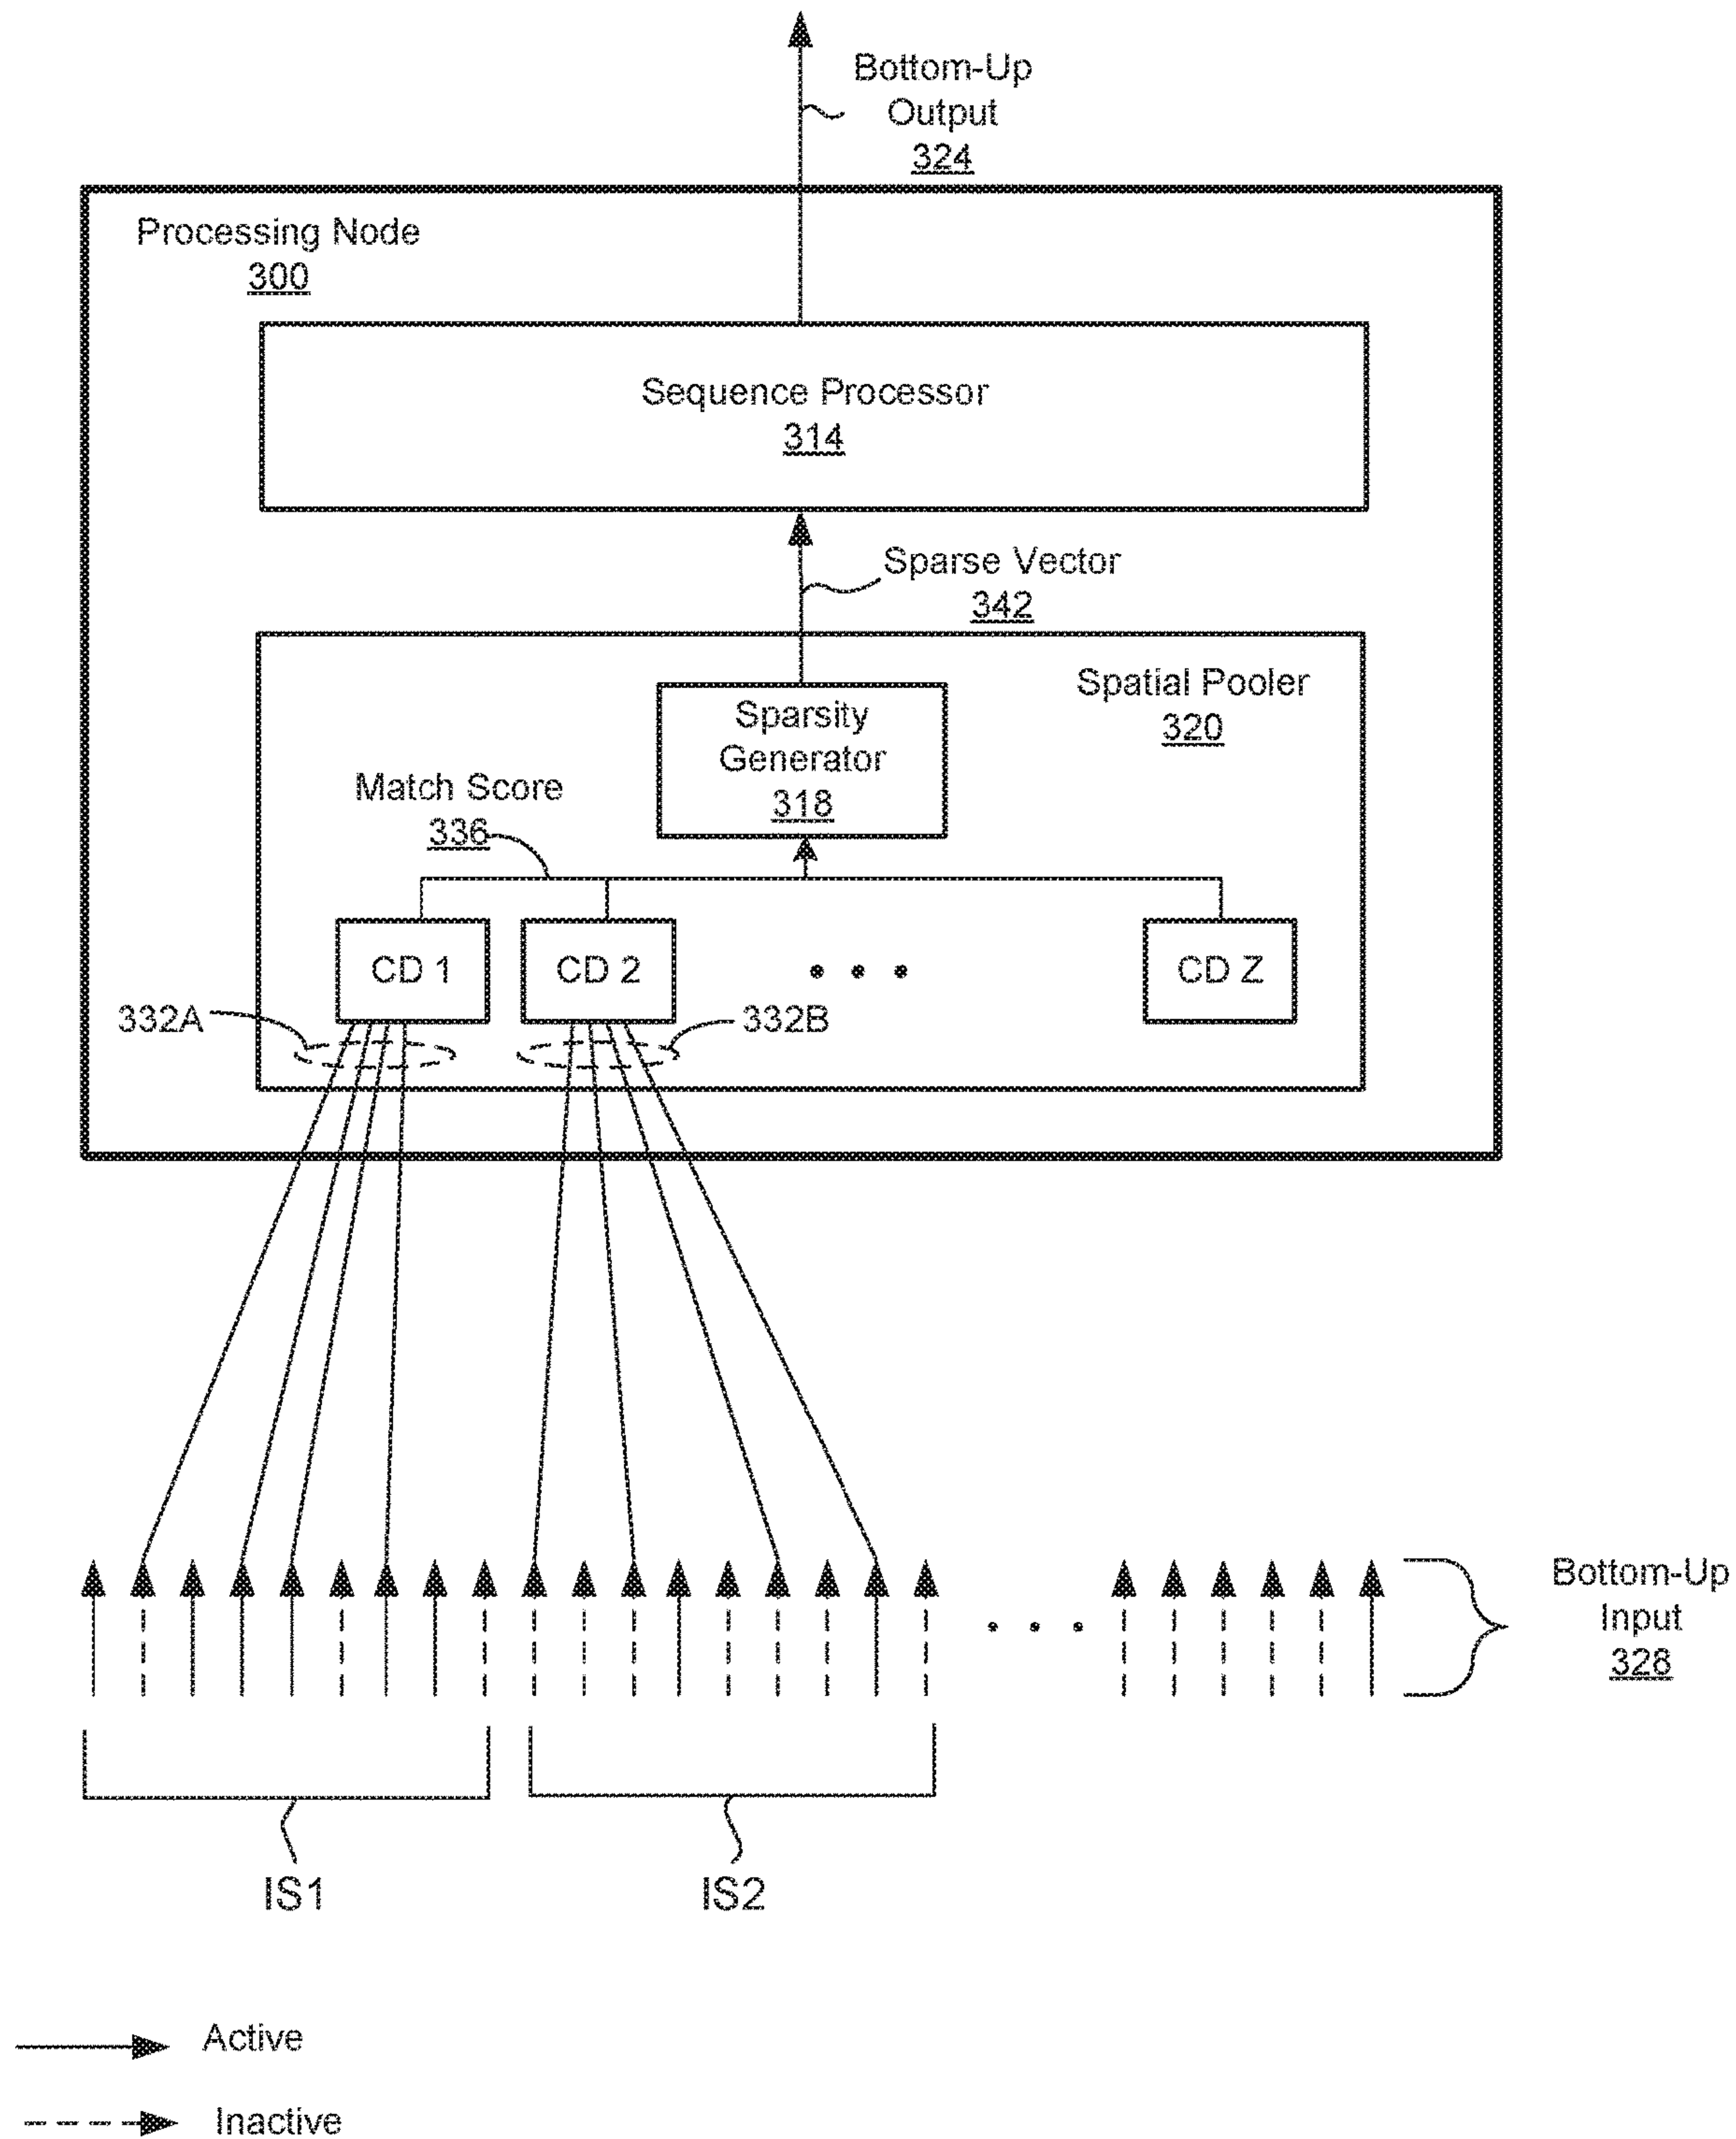 Bottom-Up
Output
324
Processing Node
300
Sequence Processor
314
Sparse Vector
342
Spatial Pooler
320
Sparsity
Generator
318
Match Score
336
CD 1
CD 2
CD Z
332A
332B
Bottom-Up
Input
328
IS1
IS2
Active
Inactive